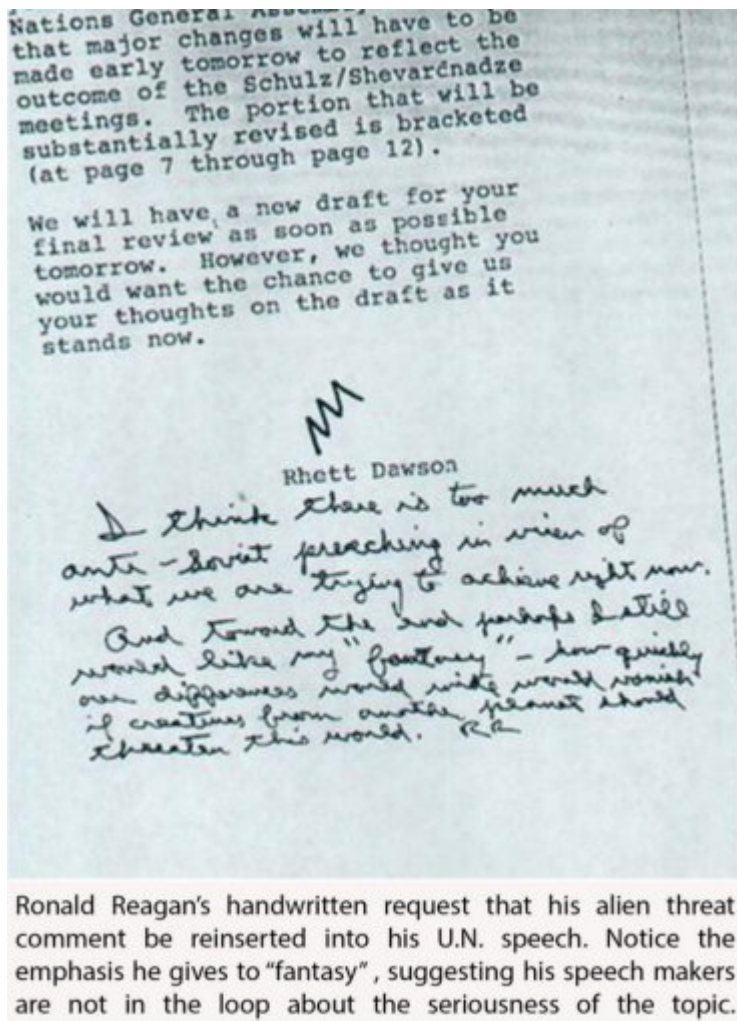 Nations General Assembly,
that major changes will have to be
made early tomorrow to reflect the
outcome of the Schulz/Shevardnadze
meetings. The portion that will be
substantially revised is bracketed
(at page 7 through page 12).
We will have a new draft for your
final review as soon as possible
tomorrow. However, we thought you
would want the chance to give us
your thoughts on the draft as it
stands now.
Rhett Dawson
I think there is too much
anti-Soviet preaching in view of
what we are trying to achieve right now.
And toward the end perhaps I still
would like my "fantasy" – how quickly
our differences world wide would vanish
if creatures from another planet should
threaten this world. RR
Ronald Reagan's handwritten request that his alien threat
comment be reinserted into his U.N. speech. Notice the
emphasis he gives to "fantasy", suggesting his speech makers
are not in the loop about the seriousness of the topic.